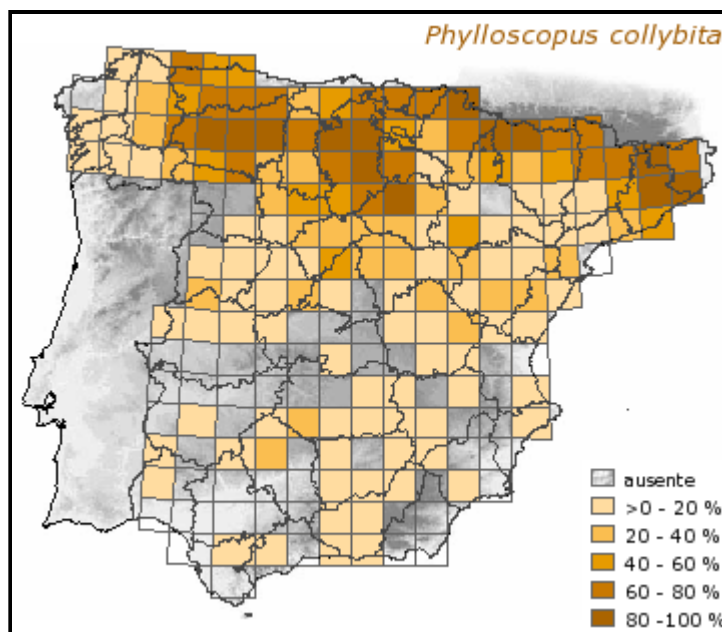 Phylloscopus collybita
ausente
>0 - 20 %
20 - 40 %
40 - 60 %
60 - 80 %
80 -100 %